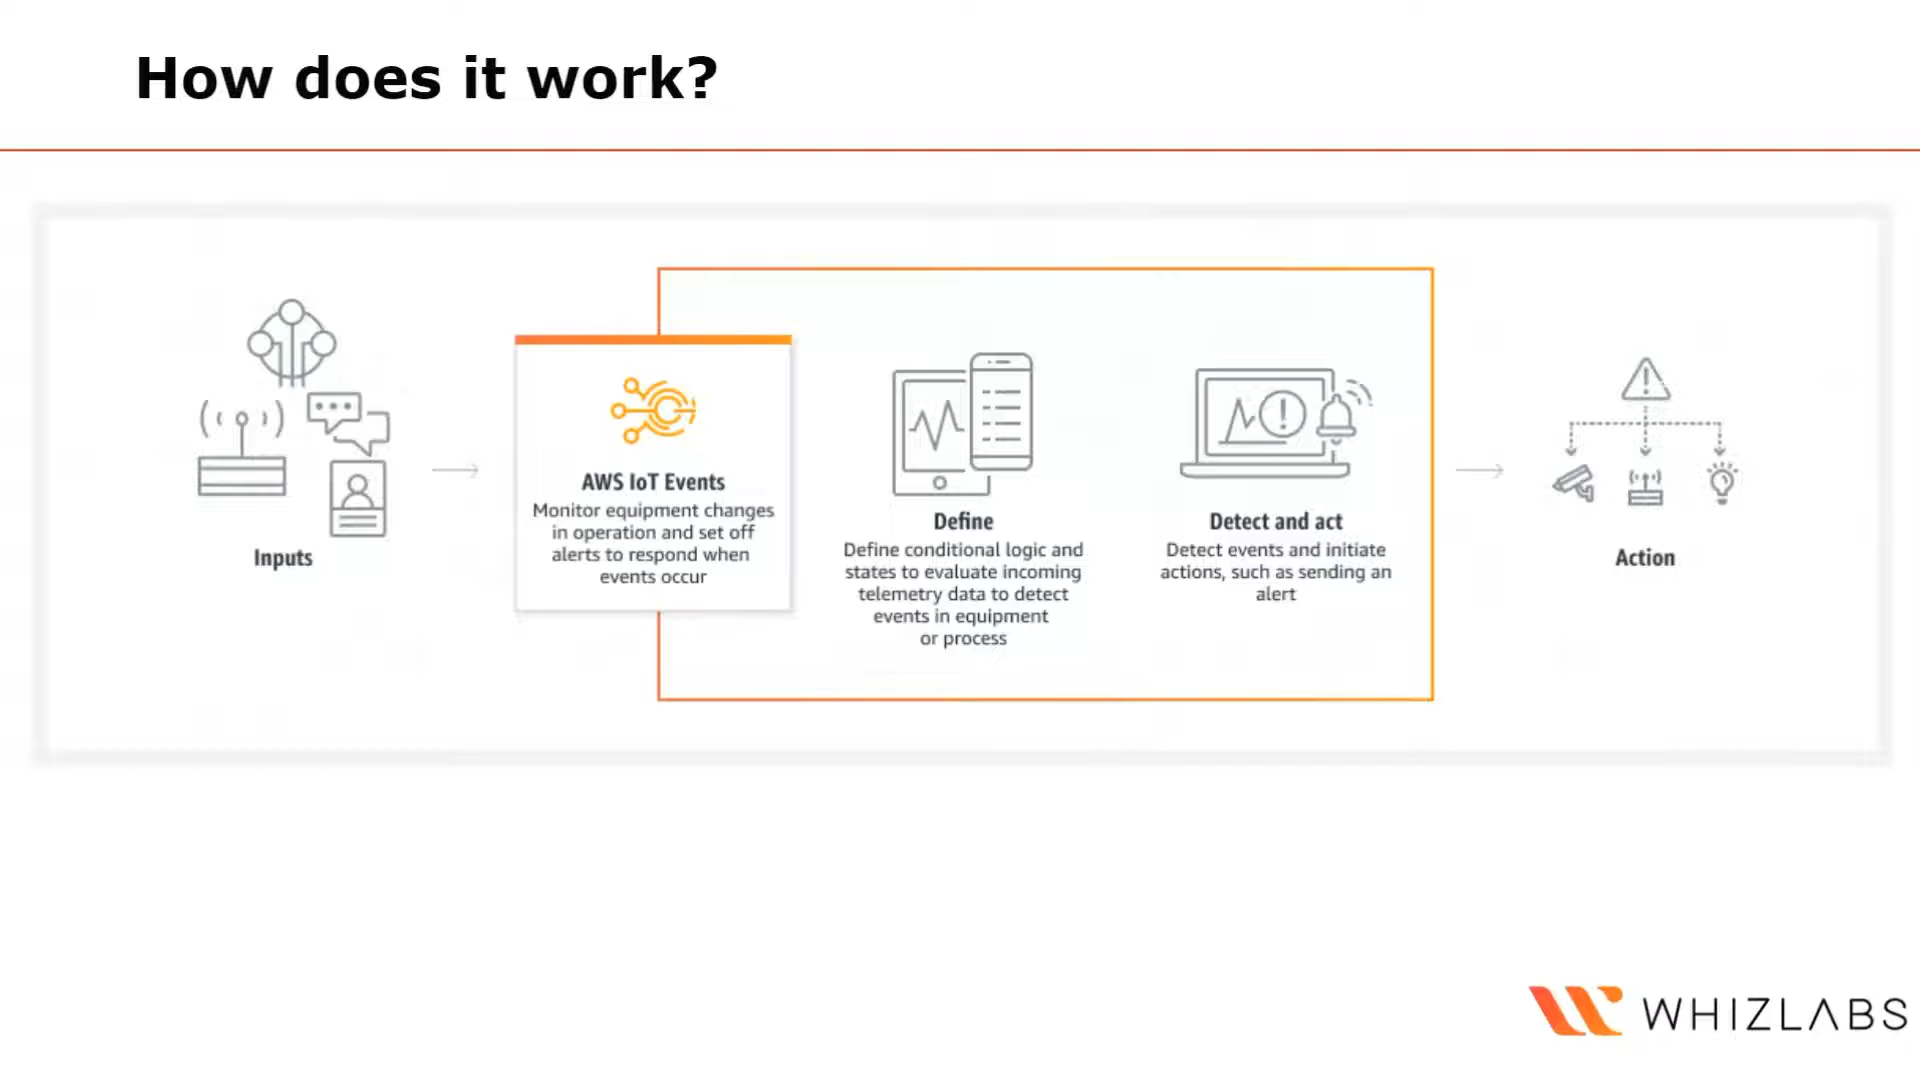 How does it work?
Inputs
AWS IoT Events
Monitor equipment changes
in operation and set off
alerts to respond when
events occur
Define
Define conditional logic and
states to evaluate incoming
telemetry data to detect
events in equipment
or process
Detect and act
Detect events and initiate
actions, such as sending an
alert
Action
WHIZLABS